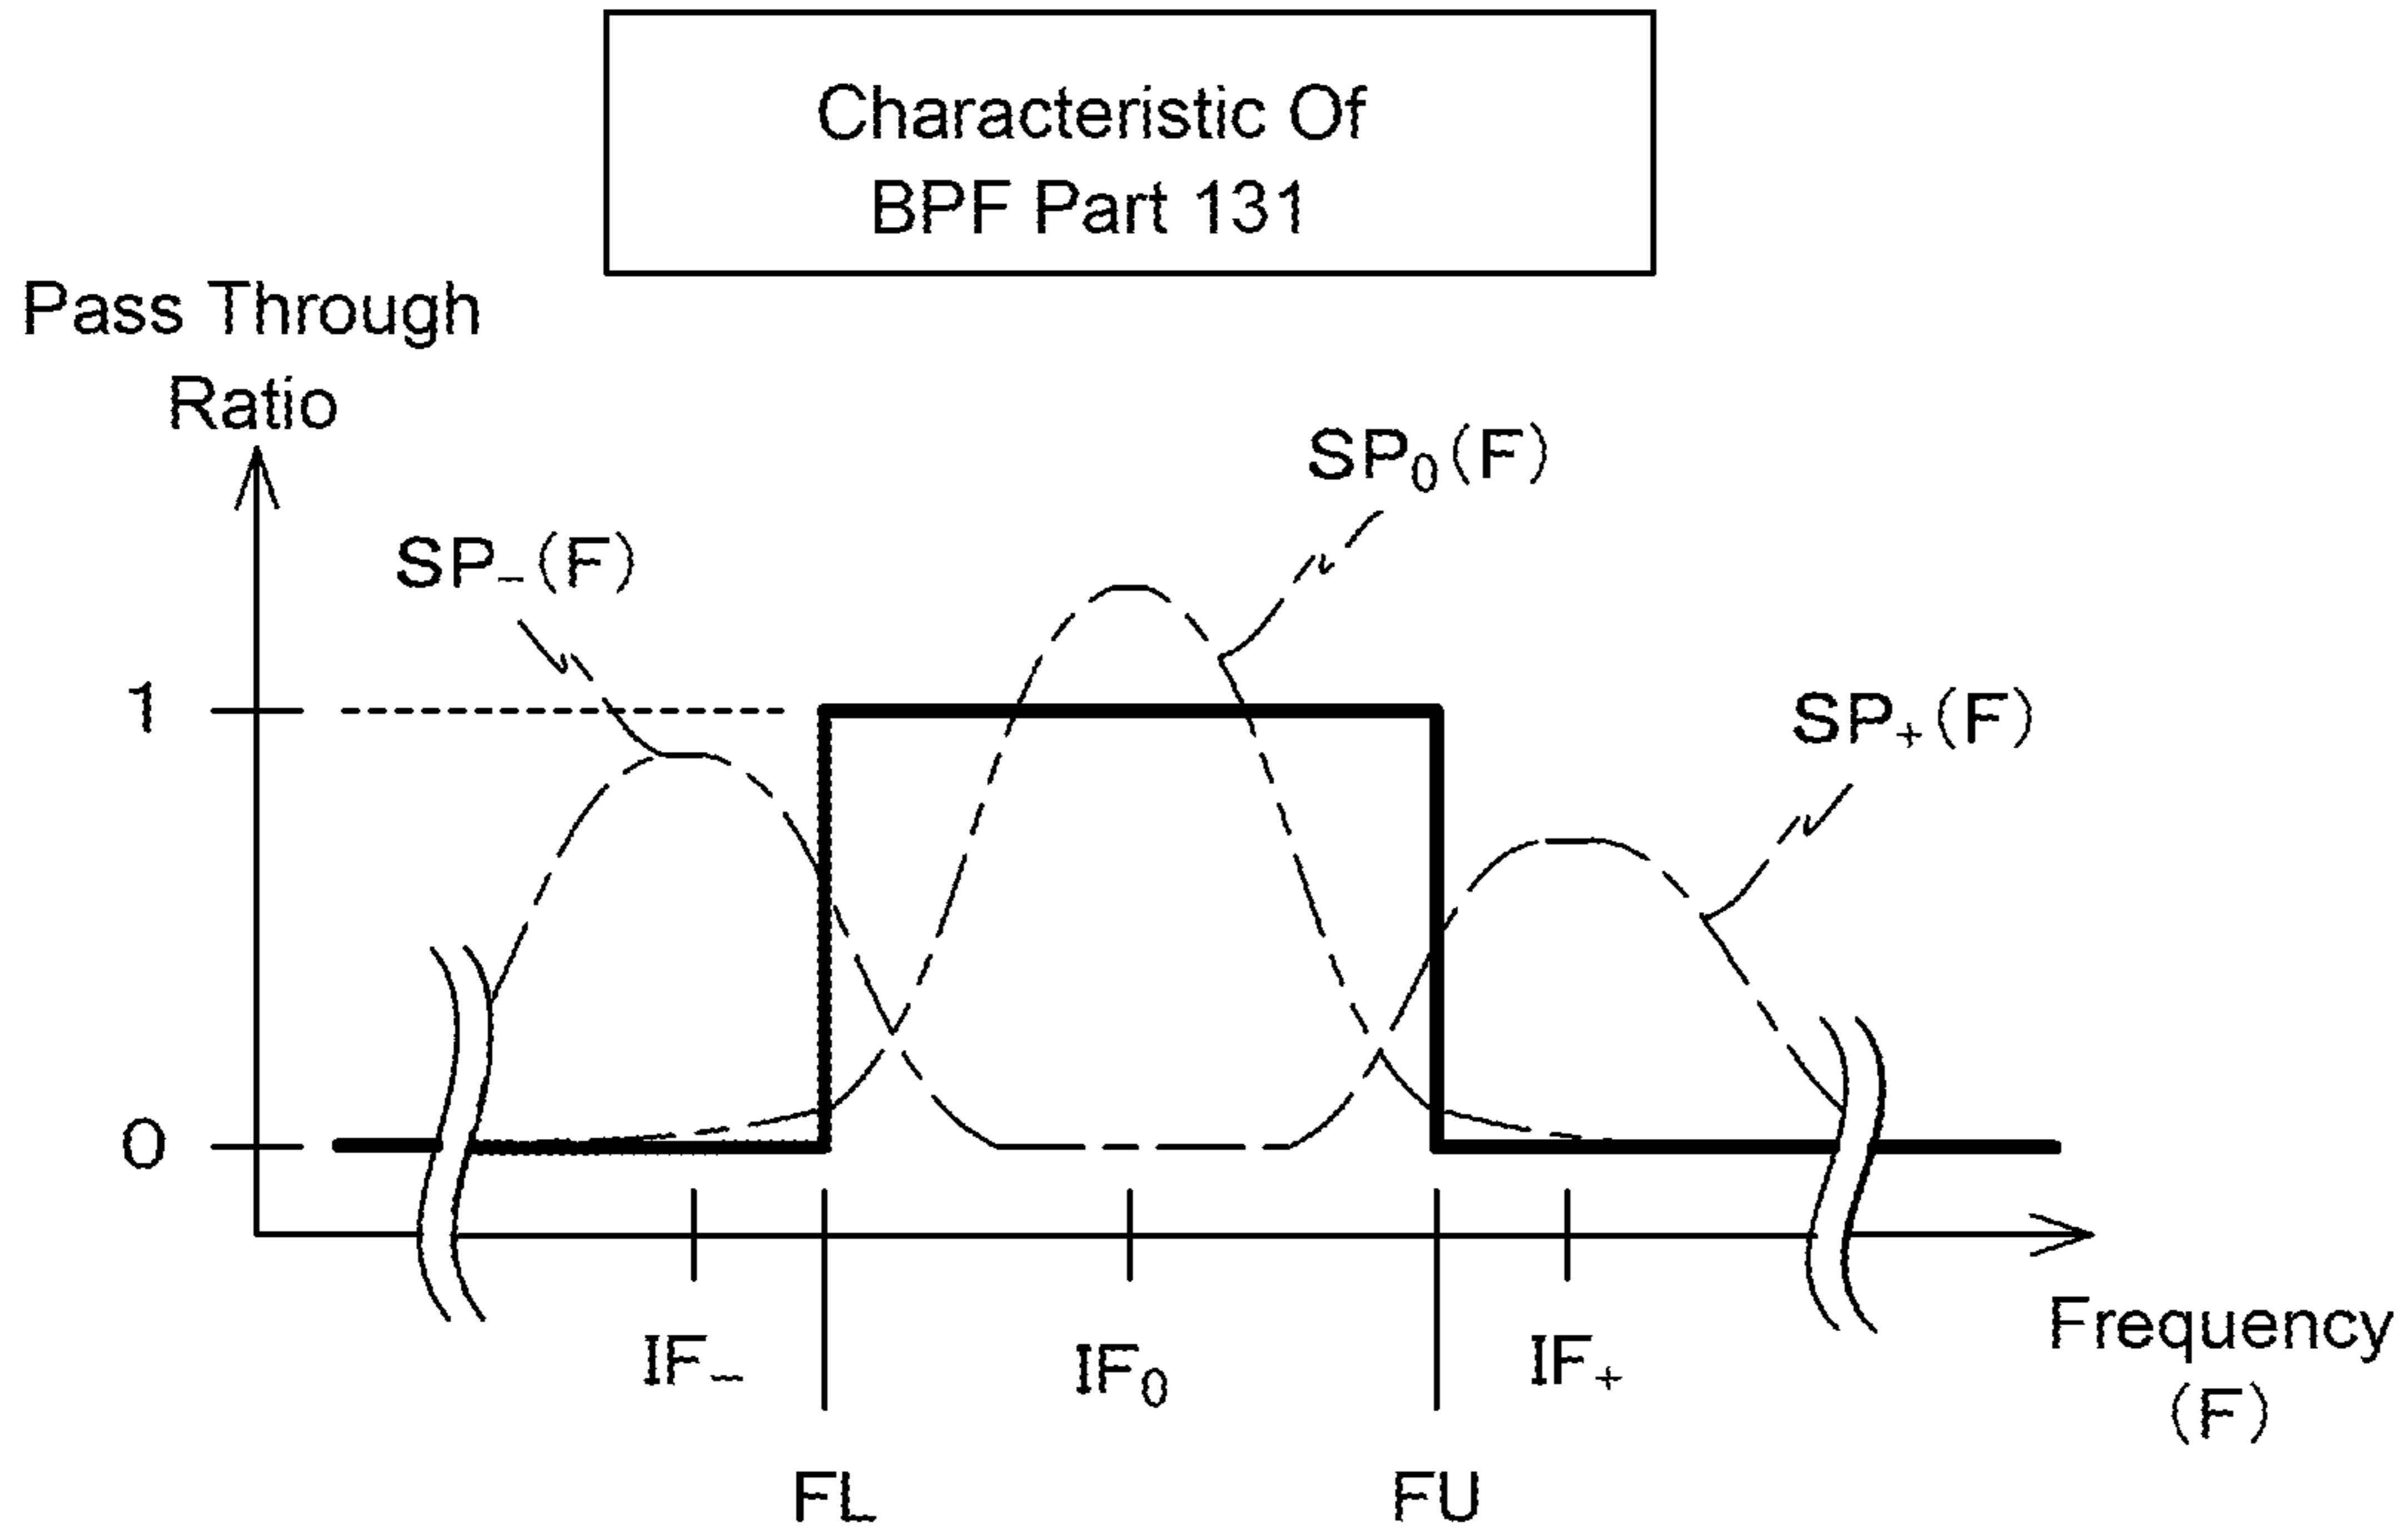 Characteristic Of
BPF Part 131
Pass Through
Ratio
SP₀(F)
SP₋(F)
1
SP₊(F)
0
IF₋
IF₀
IF₊
Frequency
(F)
FL
FU